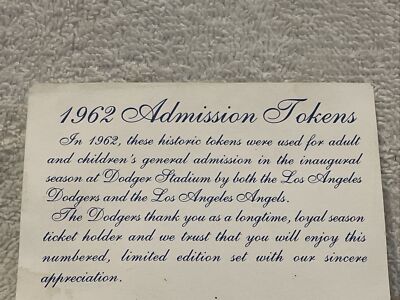 1962 Admission Tokens
In 1962, these historic tokens were used for adult
and children's general admission in the inaugural
season at Dodger Stadium by both the Los Angeles
Dodgers and the Los Angeles Angels.
The Dodgers thank you as a longtime, loyal season
ticket holder and we trust that you will enjoy this
numbered, limited edition set with our sincere
appreciation.